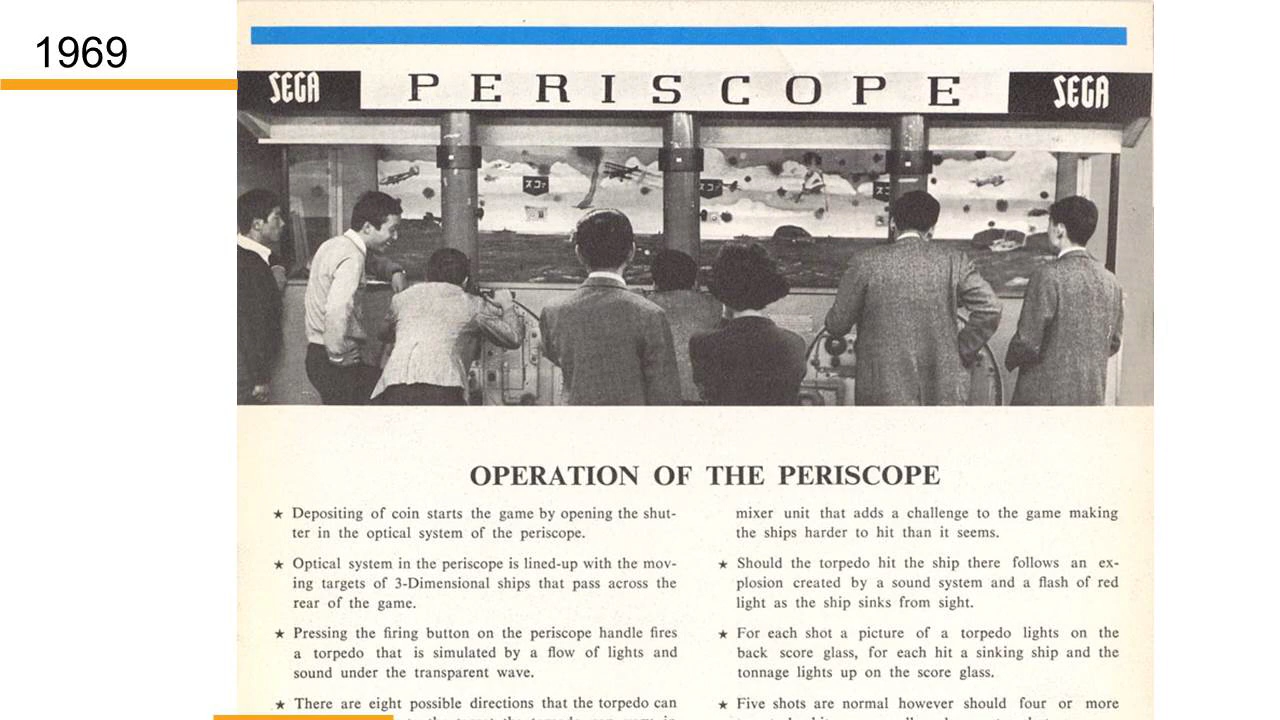 1969
SEGA PERISCOPE SEGA
スコア
スコア
スコ
OPERATION OF THE PERISCOPE
★ Depositing of coin starts the game by opening the shut-
ter in the optical system of the periscope.
★ Optical system in the periscope is lined-up with the mov-
ing targets of 3-Dimensional ships that pass across the
rear of the game.
★ Pressing the firing button on the periscope handle fires
a torpedo that is simulated by a flow of lights and
sound under the transparent wave.
★ There are eight possible directions that the torpedo can
mixer unit that adds a challenge to the game making
the ships harder to hit than it seems.
★ Should the torpedo hit the ship there follows an ex-
plosion created by a sound system and a flash of red
light as the ship sinks from sight.
★ For each shot a picture of a torpedo lights on the
back score glass, for each hit a sinking ship and the
tonnage lights up on the score glass.
★ Five shots are normal however should four or more